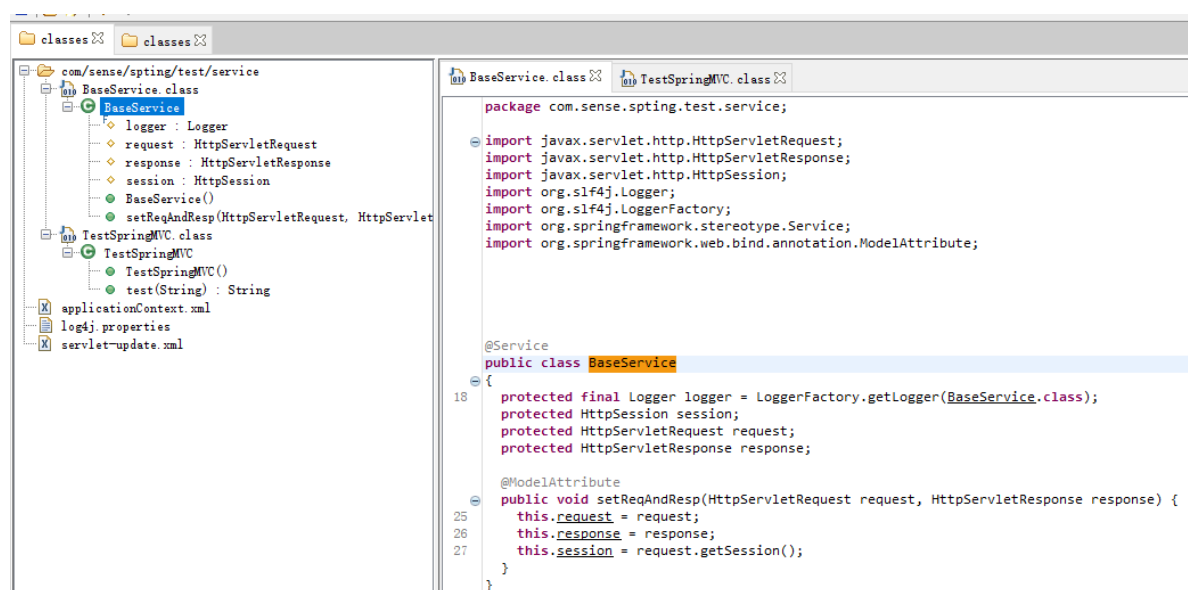 classes
classes
com/sense/spting/test/service
BaseService.class
BaseService
F
logger : Logger
request : HttpServletRequest
response : HttpServletResponse
session : HttpSession
BaseService()
setReqAndResp(HttpServletRequest, HttpServlet
TestSpringMVC.class
TestSpringMVC
TestSpringMVC()
test(String) : String
applicationContext.xml
log4j.properties
servlet-update.xml
BaseService.class
TestSpringMVC.class
package com.sense.spting.test.service;
import javax.servlet.http.HttpServletRequest;
import javax.servlet.http.HttpServletResponse;
import javax.servlet.http.HttpSession;
import org.slf4j.Logger;
import org.slf4j.LoggerFactory;
import org.springframework.stereotype.Service;
import org.springframework.web.bind.annotation.ModelAttribute;
@Service
public class BaseService
{
18 protected final Logger logger = LoggerFactory.getLogger(BaseService.class);
protected HttpSession session;
protected HttpServletRequest request;
protected HttpServletResponse response;
@ModelAttribute
public void setReqAndResp(HttpServletRequest request, HttpServletResponse response) {
25 this.request = request;
26 this.response = response;
27 this.session = request.getSession();
}
}